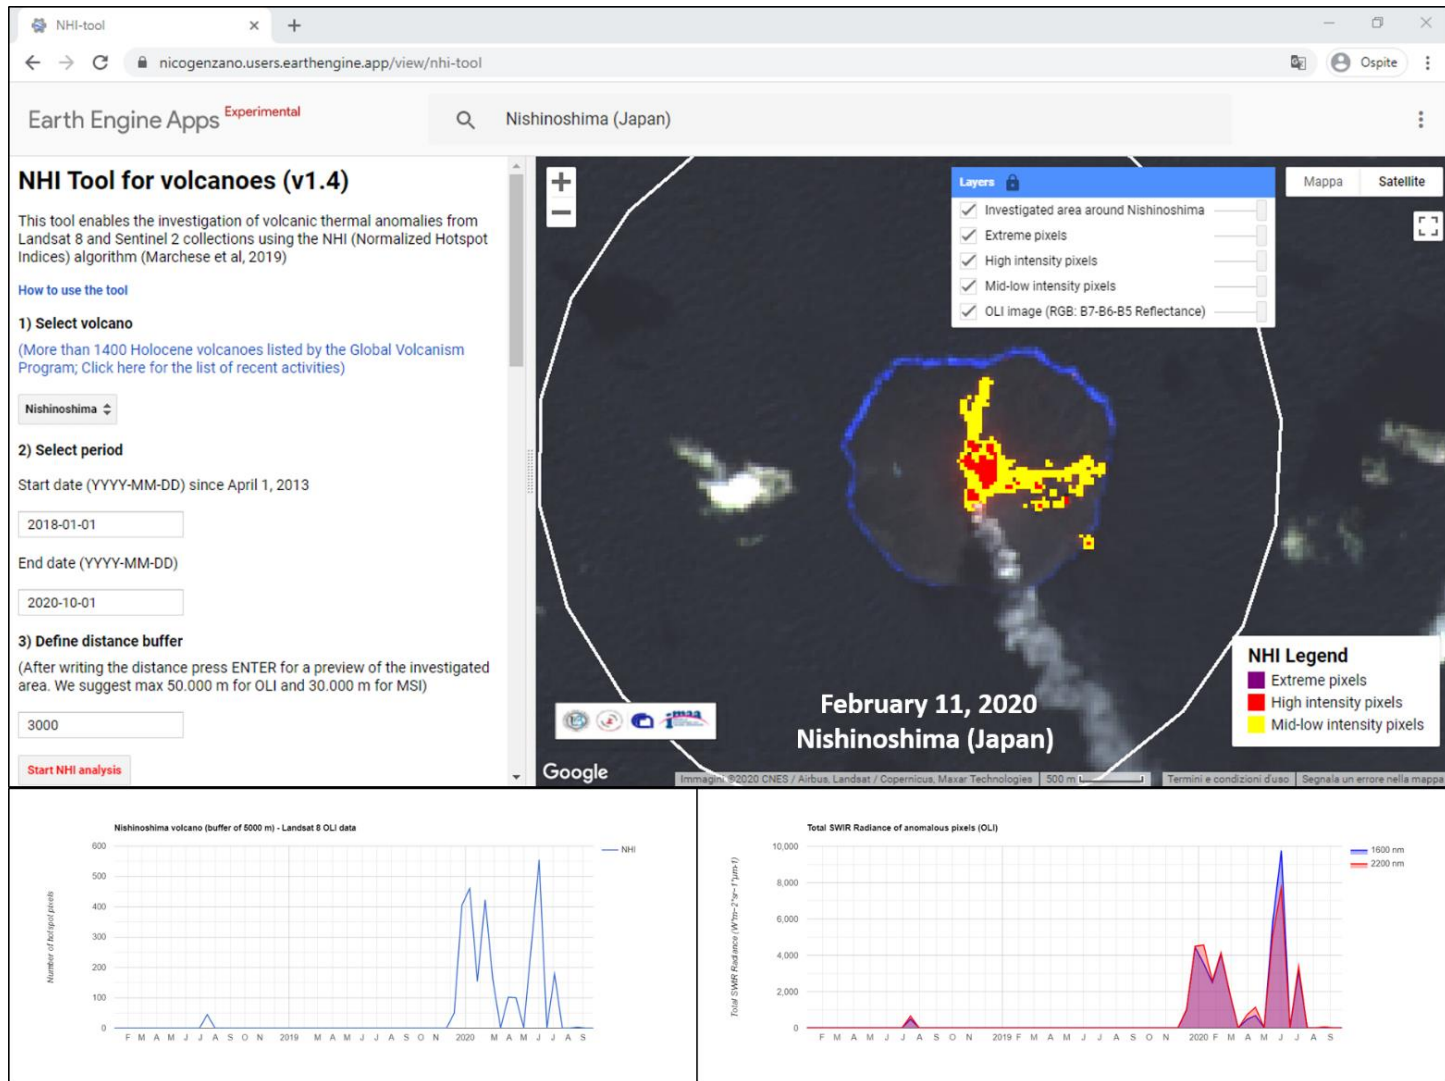 NHI-tool
nicogenzano.users.earthengine.app/view/nhi-tool
Ospite
Earth Engine Apps Experimental
Nishinoshima (Japan)
NHI Tool for volcanoes (v1.4)
This tool enables the investigation of volcanic thermal anomalies from
Landsat 8 and Sentinel 2 collections using the NHI (Normalized Hotspot
Indices) algorithm (Marchese et al, 2019)
How to use the tool
1) Select volcano
(More than 1400 Holocene volcanoes listed by the Global Volcanism
Program; Click here for the list of recent activities)
Nishinoshima
2) Select period
Start date (YYYY-MM-DD) since April 1, 2013
2018-01-01
End date (YYYY-MM-DD)
2020-10-01
3) Define distance buffer
(After writing the distance press ENTER for a preview of the investigated
area. We suggest max 50.000 m for OLI and 30.000 m for MSI)
3000
Start NHI analysis
Layers
Investigated area around Nishinoshima
Extreme pixels
High intensity pixels
Mid-low intensity pixels
OLI image (RGB: B7-B6-B5 Reflectance)
Mappa Satellite
NHI Legend
Extreme pixels
High intensity pixels
Mid-low intensity pixels
February 11, 2020
Nishinoshima (Japan)
imaa
Google
Immagini ©2020 CNES / Airbus, Landsat / Copernicus, Maxar Technologies 500 m Termini e condizioni d'uso Segnala un errore nella mappa
Nishinoshima volcano (buffer of 5000 m) - Landsat 8 OLI data
NHI
Number of hotspot pixels
600
500
400
300
200
100
0
F M A M J J A S O N 2019 M A M J J A S O N 2020 M A M J J A S
Total SWIR Radiance of anomalous pixels (OLI)
1600 nm
2200 nm
Total SWIR Radiance (W*m-2*sr-1*µm-1)
10,000
8,000
6,000
4,000
2,000
0
F M A M J J A S O N 2019 F M A M J J A S O N 2020 F M A M J J A S